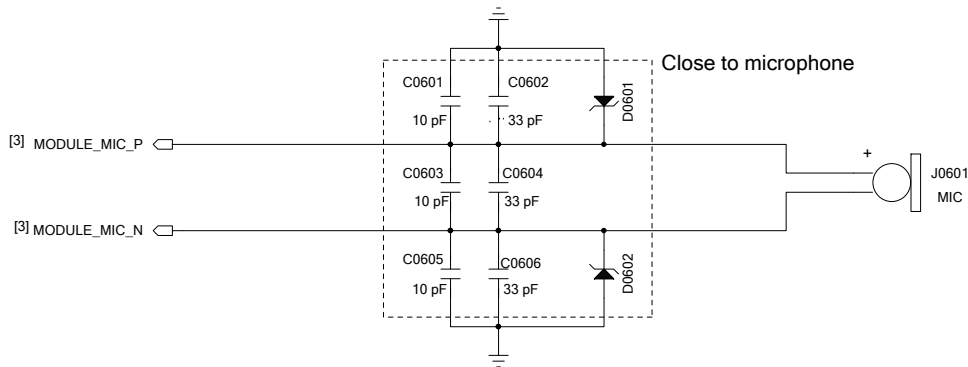 Close to microphone
C0601
C0602
D0601
10 pF
33 pF
[3] MODULE_MIC_P
+
C0603
C0604
J0601
10 pF
33 pF
MIC
[3] MODULE_MIC_N
C0605
C0606
D0602
10 pF
33 pF